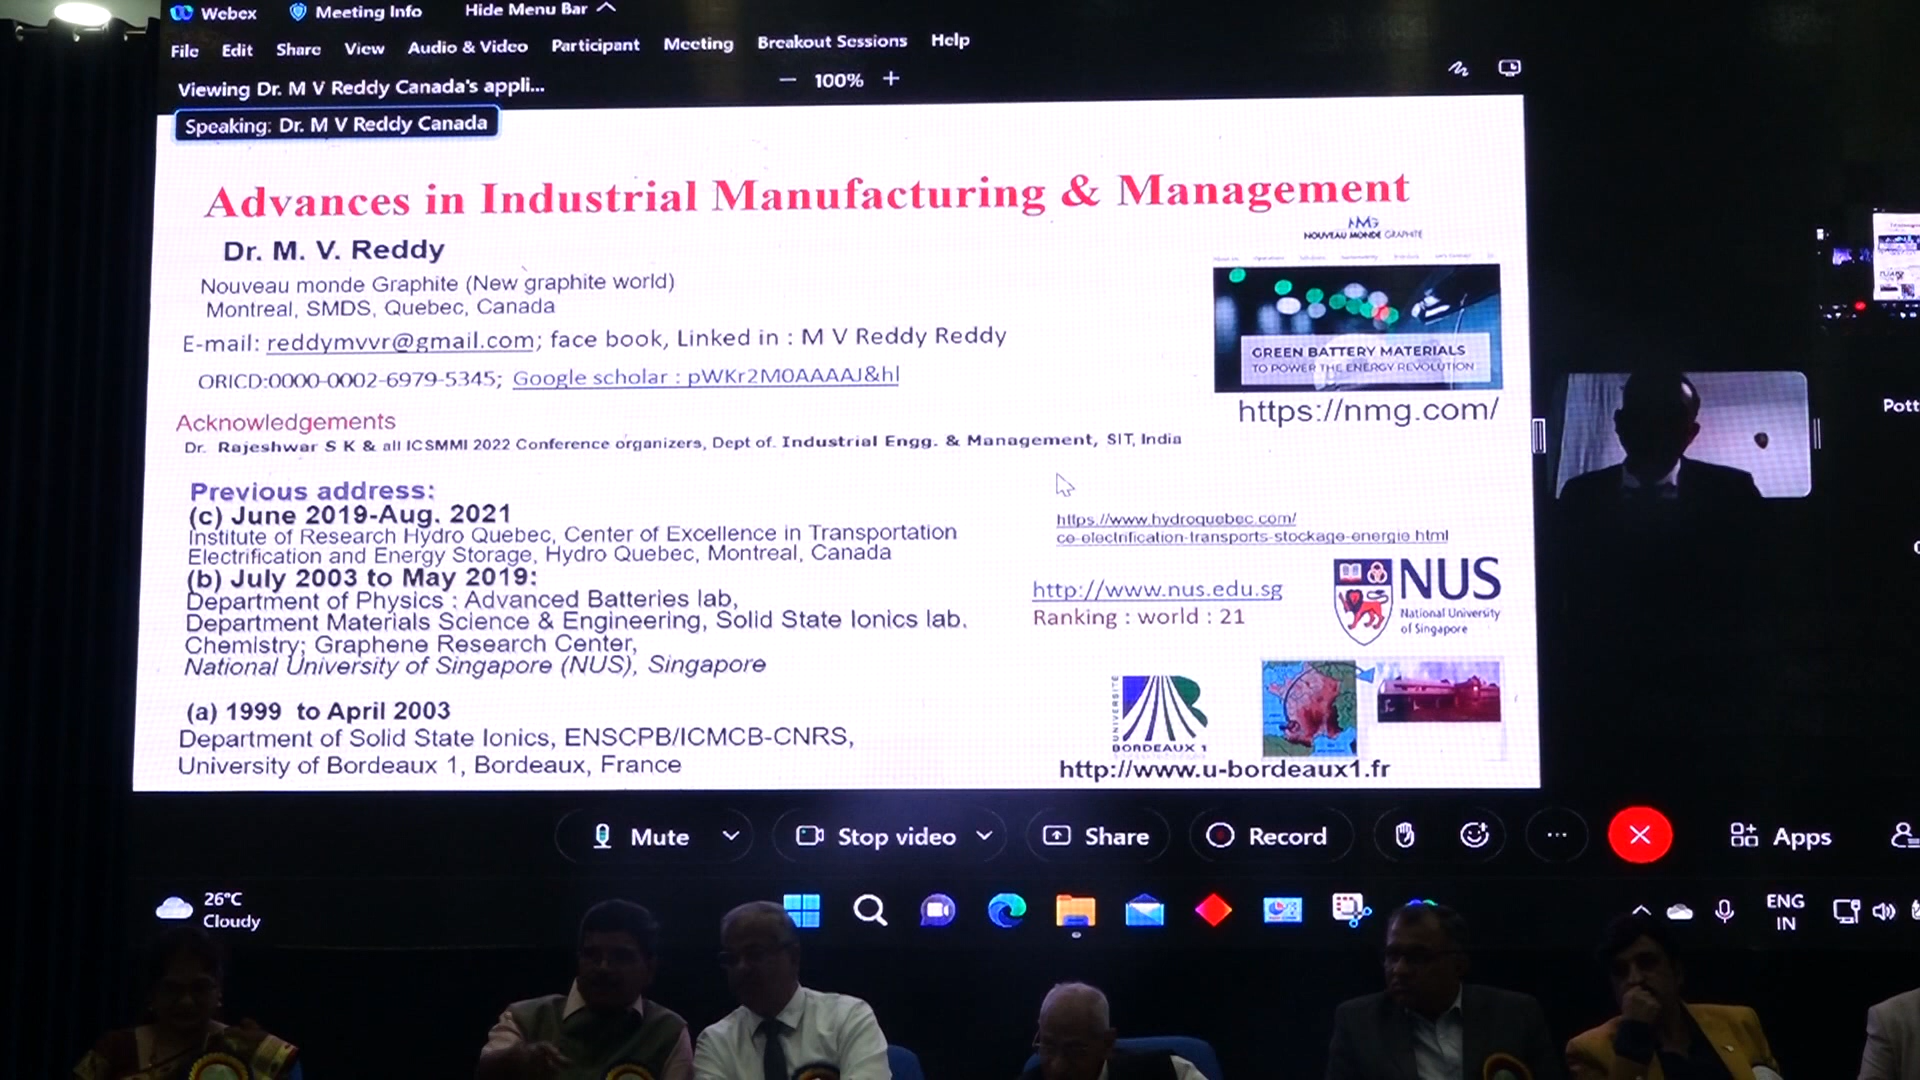 Webex Meeting Info Hide Menu Bar
File Edit Share View Audio & Video Participant Meeting Breakout Sessions Help
Viewing Dr. M V Reddy Canada's appli... 100%
Speaking: Dr. M V Reddy Canada
Advances in Industrial Manufacturing & Management
NOUVEAU MONDE GRAPHITE
Dr. M. V. Reddy
Nouveau monde Graphite (New graphite world)
Montreal, SMDS, Quebec, Canada
E-mail: reddymvvr@gmail.com; face book, Linked in : M V Reddy Reddy
ORICD:0000-0002-6979-5345; Google scholar : pWKr2M0AAAAJ&hl
GREEN BATTERY MATERIALS
TO POWER THE ENERGY REVOLUTION
https://nmg.com/
Acknowledgements
Dr. Rajeshwar S K & all ICSMMI 2022 Conference organizers, Dept of. Industrial Engg. & Management, SIT, India
Previous address:
(c) June 2019-Aug. 2021
Institute of Research Hydro Quebec, Center of Excellence in Transportation
Electrification and Energy Storage, Hydro Quebec, Montreal, Canada
https://www.hydroquebec.com/
ce-electrification-transports-stockage-energie.html
(b) July 2003 to May 2019:
Department of Physics : Advanced Batteries lab,
Department Materials Science & Engineering, Solid State Ionics lab.
Chemistry; Graphene Research Center,
National University of Singapore (NUS), Singapore
http://www.nus.edu.sg
Ranking : world : 21
NUS
National University
of Singapore
(a) 1999 to April 2003
Department of Solid State Ionics, ENSCPB/ICMCB-CNRS,
University of Bordeaux 1, Bordeaux, France
UNIVERSITÉ
BORDEAUX 1
http://www.u-bordeaux1.fr
Pott
Mute Stop video Share Record Apps
26°C
Cloudy
ENG
IN